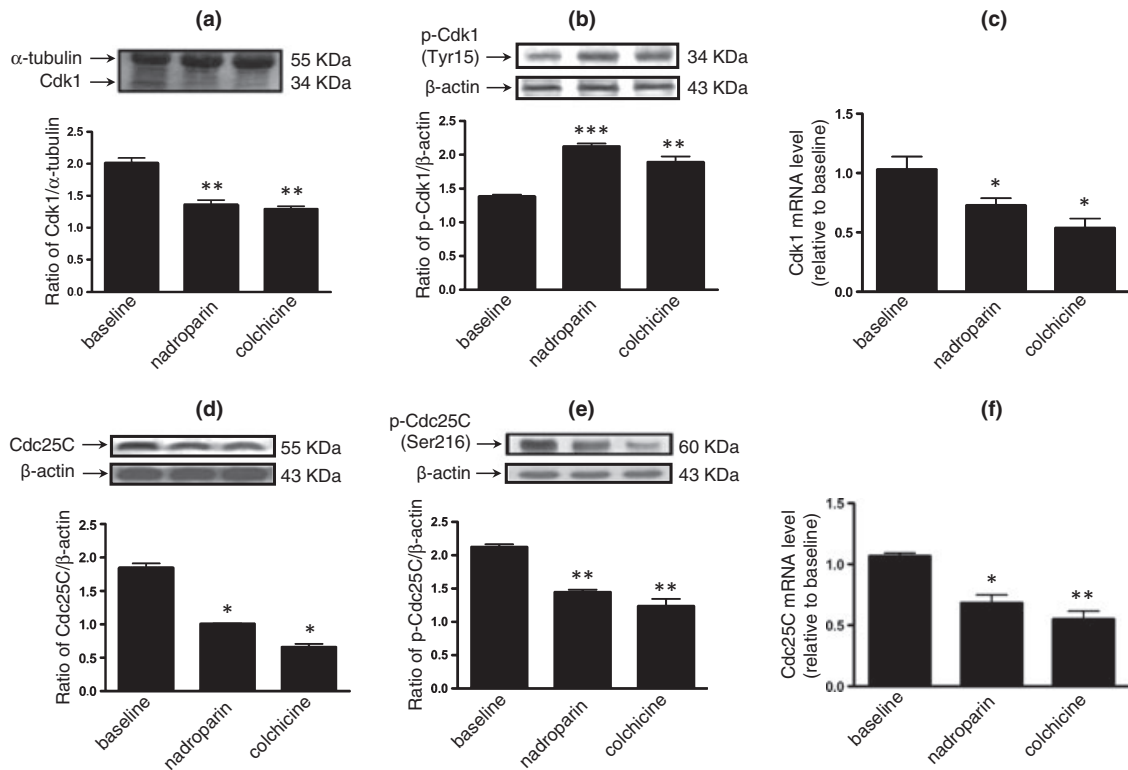 (a)
α-tubulin 55 KDa
Cdk1 34 KDa
Ratio of Cdk1/α-tubulin
2.5
2.0
1.5
1.0
0.5
0.0
**
**
baseline
nadroparin
colchicine
(b)
p-Cdk1
(Tyr15) 34 KDa
β-actin 43 KDa
Ratio of p-Cdk1/β-actin
2.5
2.0
1.5
1.0
0.5
0.0
***
**
baseline
nadroparin
colchicine
(c)
Cdk1 mRNA level
(relative to baseline)
1.5
1.0
0.5
0.0
*
*
baseline
nadroparin
colchicine
(d)
Cdc25C 55 KDa
β-actin 43 KDa
Ratio of Cdc25C/β-actin
2.5
2.0
1.5
1.0
0.5
0.0
*
*
baseline
nadroparin
colchicine
(e)
p-Cdc25C
(Ser216) 60 KDa
β-actin 43 KDa
Ratio of p-Cdc25C/β-actin
2.5
2.0
1.5
1.0
0.5
0.0
**
**
baseline
nadroparin
colchicine
(f)
Cdc25C mRNA level
(relative to baseline)
1.5
1.0
0.5
0.0
*
**
baseline
nadroparin
colchicine